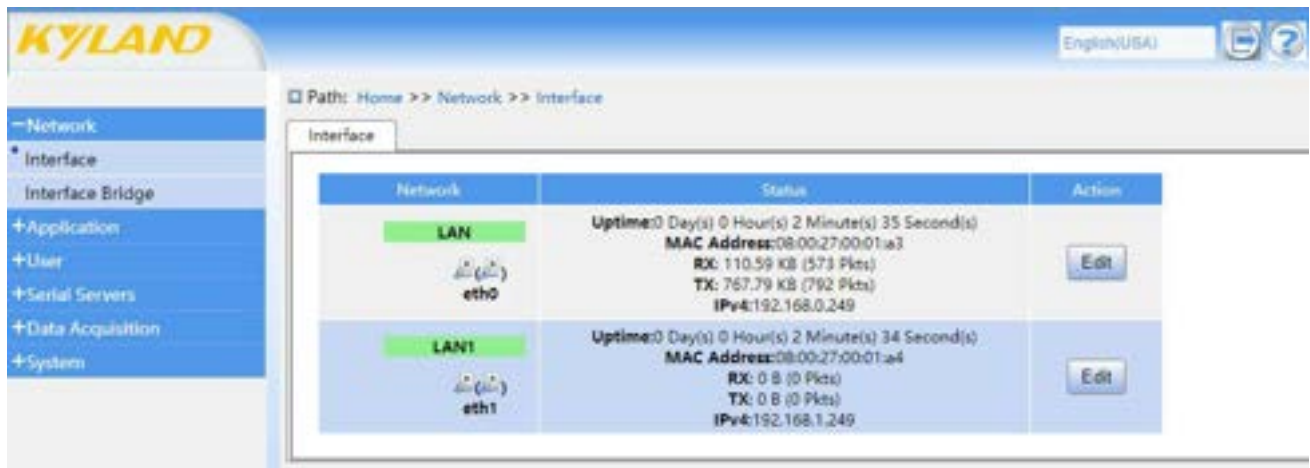 KYLAND
English(USA)
Path: Home >> Network >> Interface
−Network
Interface
Interface Bridge
+Application
+User
+Serial Servers
+Data Acquisition
+System
Interface
Network Status Action
LAN
eth0
Uptime:0 Day(s) 0 Hour(s) 2 Minute(s) 35 Second(s)
MAC Address:08:00:27:00:01:a3
RX: 110.59 KB (573 Pkts)
TX: 767.79 KB (792 Pkts)
IPv4:192.168.0.249
Edit
LAN1
eth1
Uptime:0 Day(s) 0 Hour(s) 2 Minute(s) 34 Second(s)
MAC Address:08:00:27:00:01:a4
RX: 0 B (0 Pkts)
TX: 0 B (0 Pkts)
IPv4:192.168.1.249
Edit